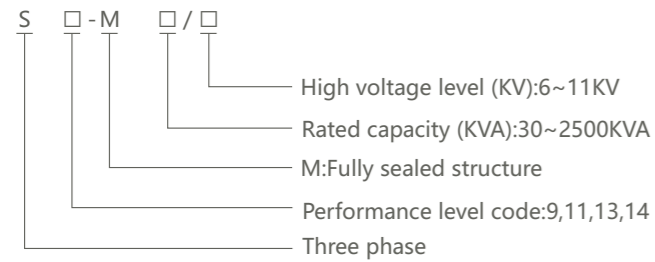 S □-M □/□
High voltage level (KV):6~11KV
Rated capacity (KVA):30~2500KVA
M:Fully sealed structure
Performance level code:9,11,13,14
Three phase